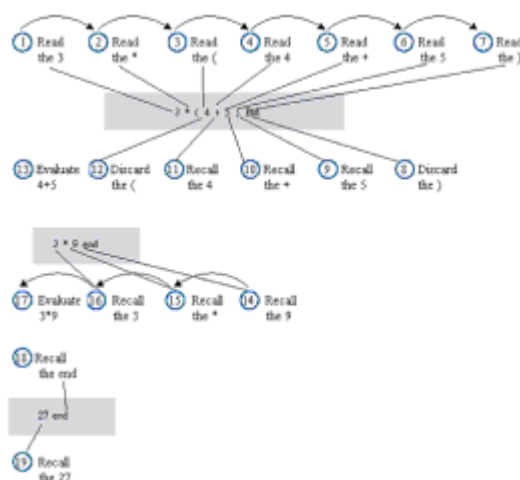 1 Read the 3
2 Read the *
3 Read the (
4 Read the 4
5 Read the +
6 Read the 5
7 Read the )
3 * ( 4 + 5 ) end
13 Evaluate 4+5
12 Discard the (
11 Recall the 4
10 Recall the +
9 Recall the 5
8 Discard the )
3 * 9 end
17 Evaluate 3*9
16 Recall the 3
15 Recall the *
14 Recall the 9
18 Recall the end
27 end
19 Recall the 27